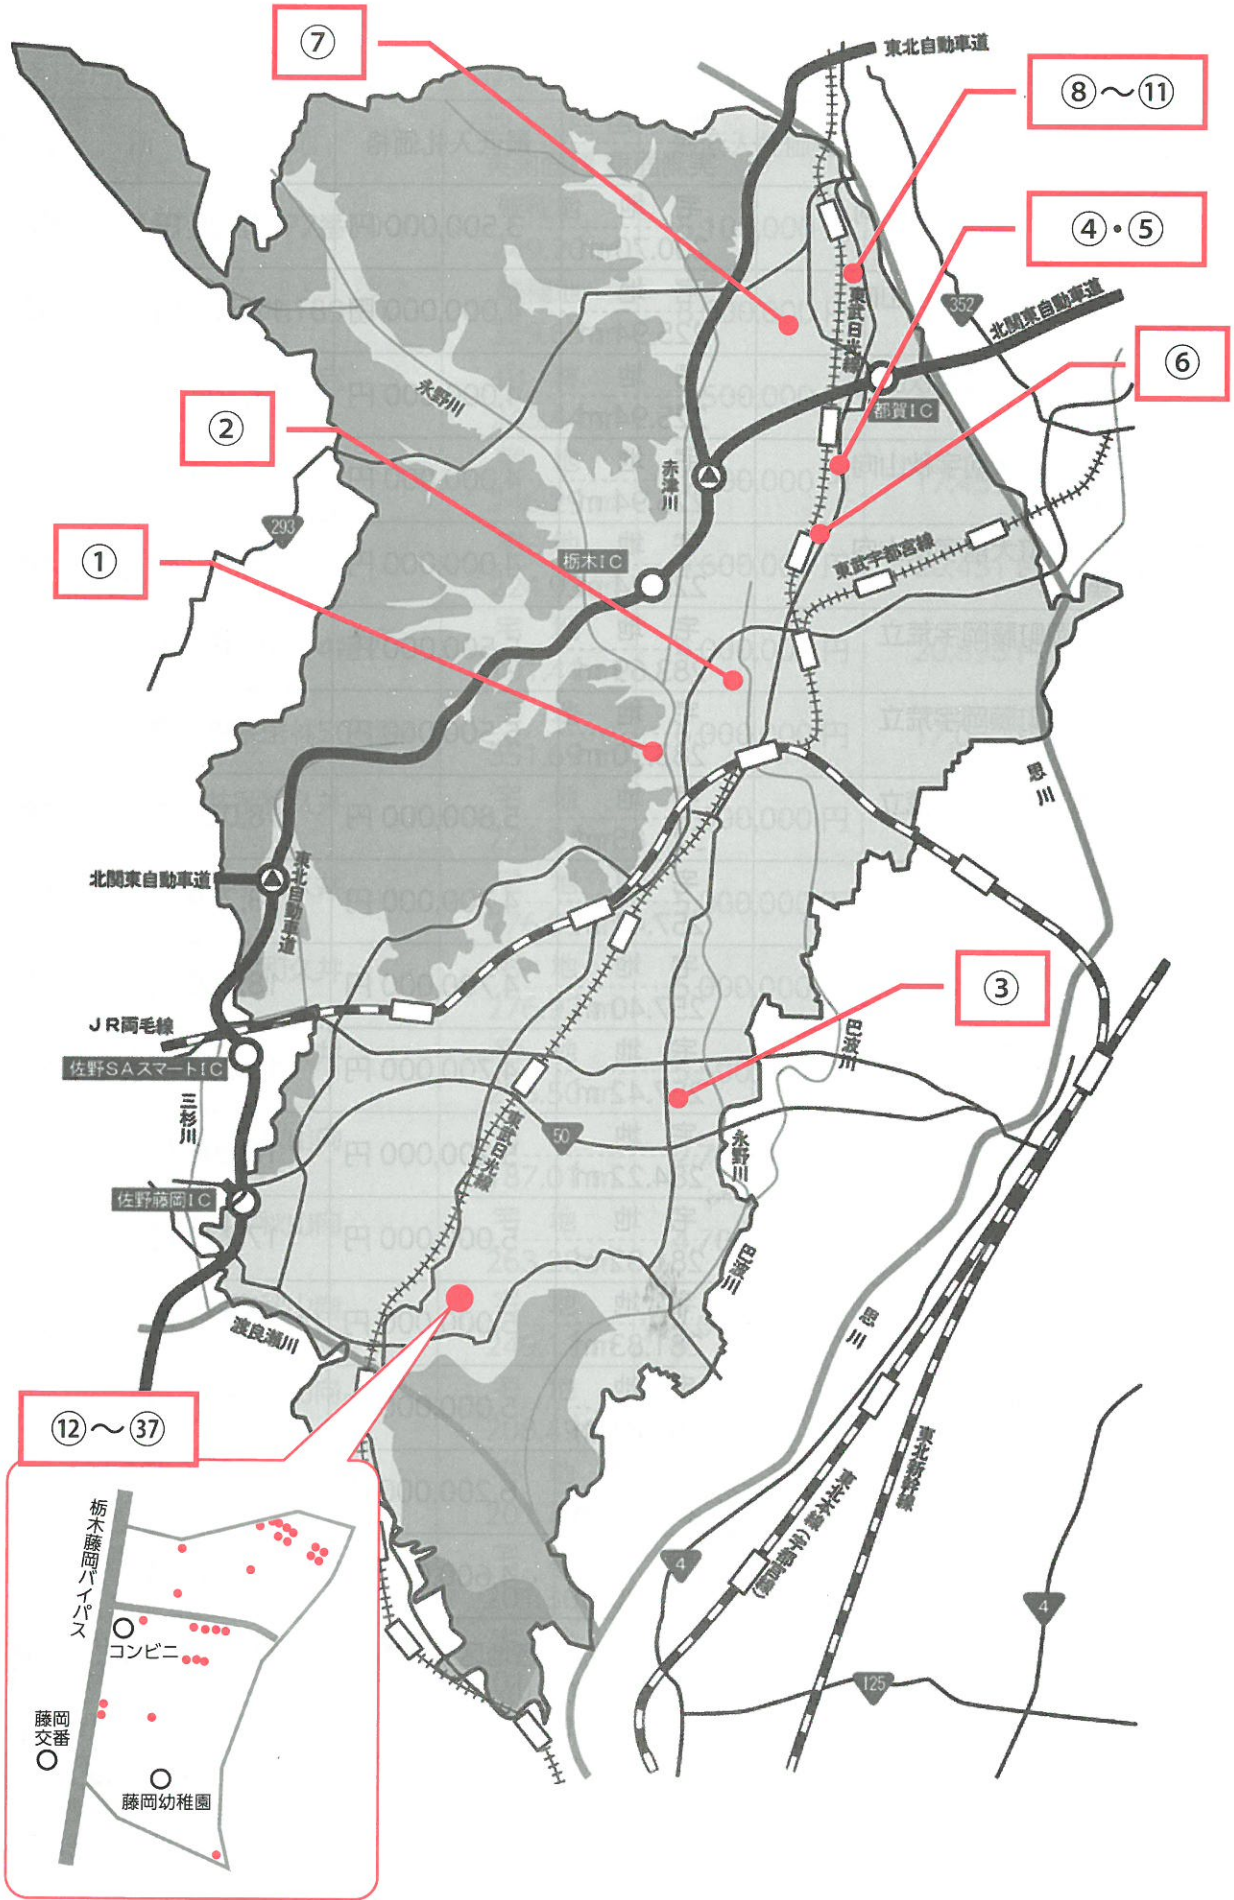 ⑦
東北自動車道
⑧～⑪
④・⑤
352
北関東自動車道
東武日光線
⑥
永野川
都賀IC
②
赤津川
293
栃木IC
東武宇都宮線
①
思川
北関東自動車道
東北自動車道
③
JR両毛線
巴波川
佐野SAスマートIC
三杉川
東武日光線
50
永野川
佐野藤岡IC
巴波川
渡良瀬川
思川
⑫～㊲
東北新幹線
東北本線(宇都宮線)
栃木藤岡バイパス
4
4
コンビニ
125
藤岡
交番
藤岡幼稚園